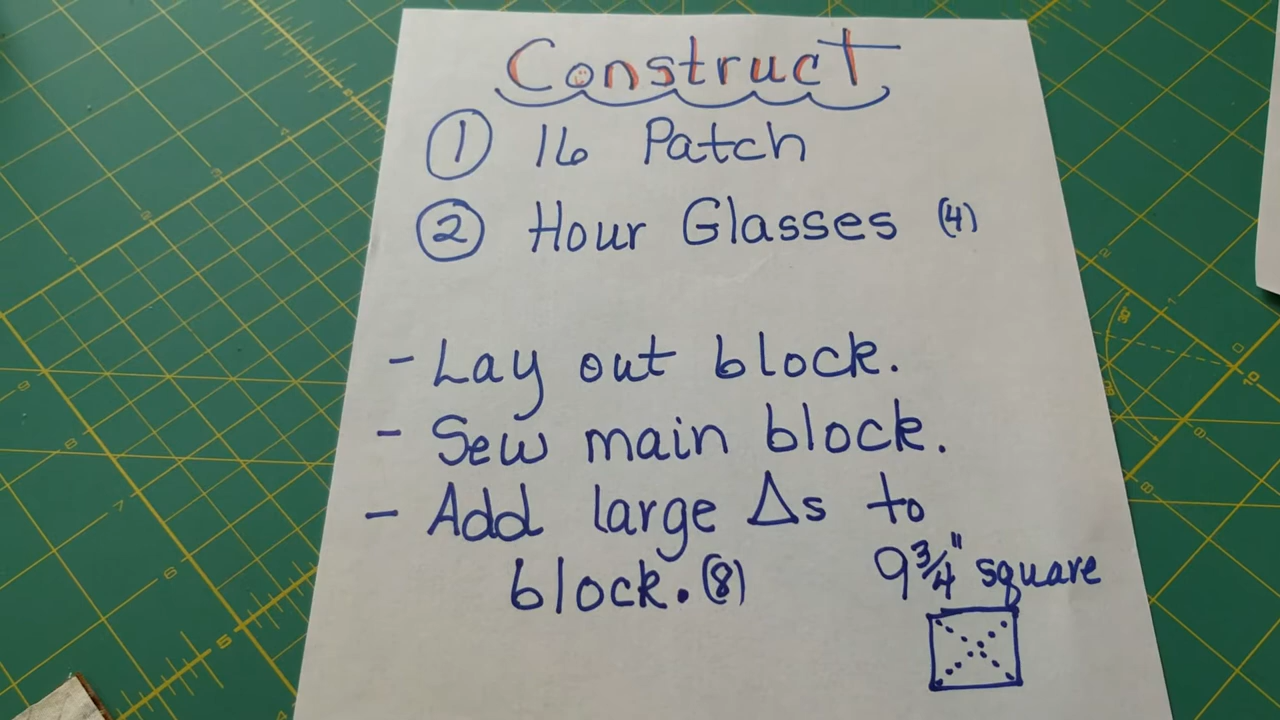 Construct
① 16 Patch
② Hour Glasses (4)
- Lay out block.
- Sew main block.
- Add large Δs to
block. (8)
9 3/4" square